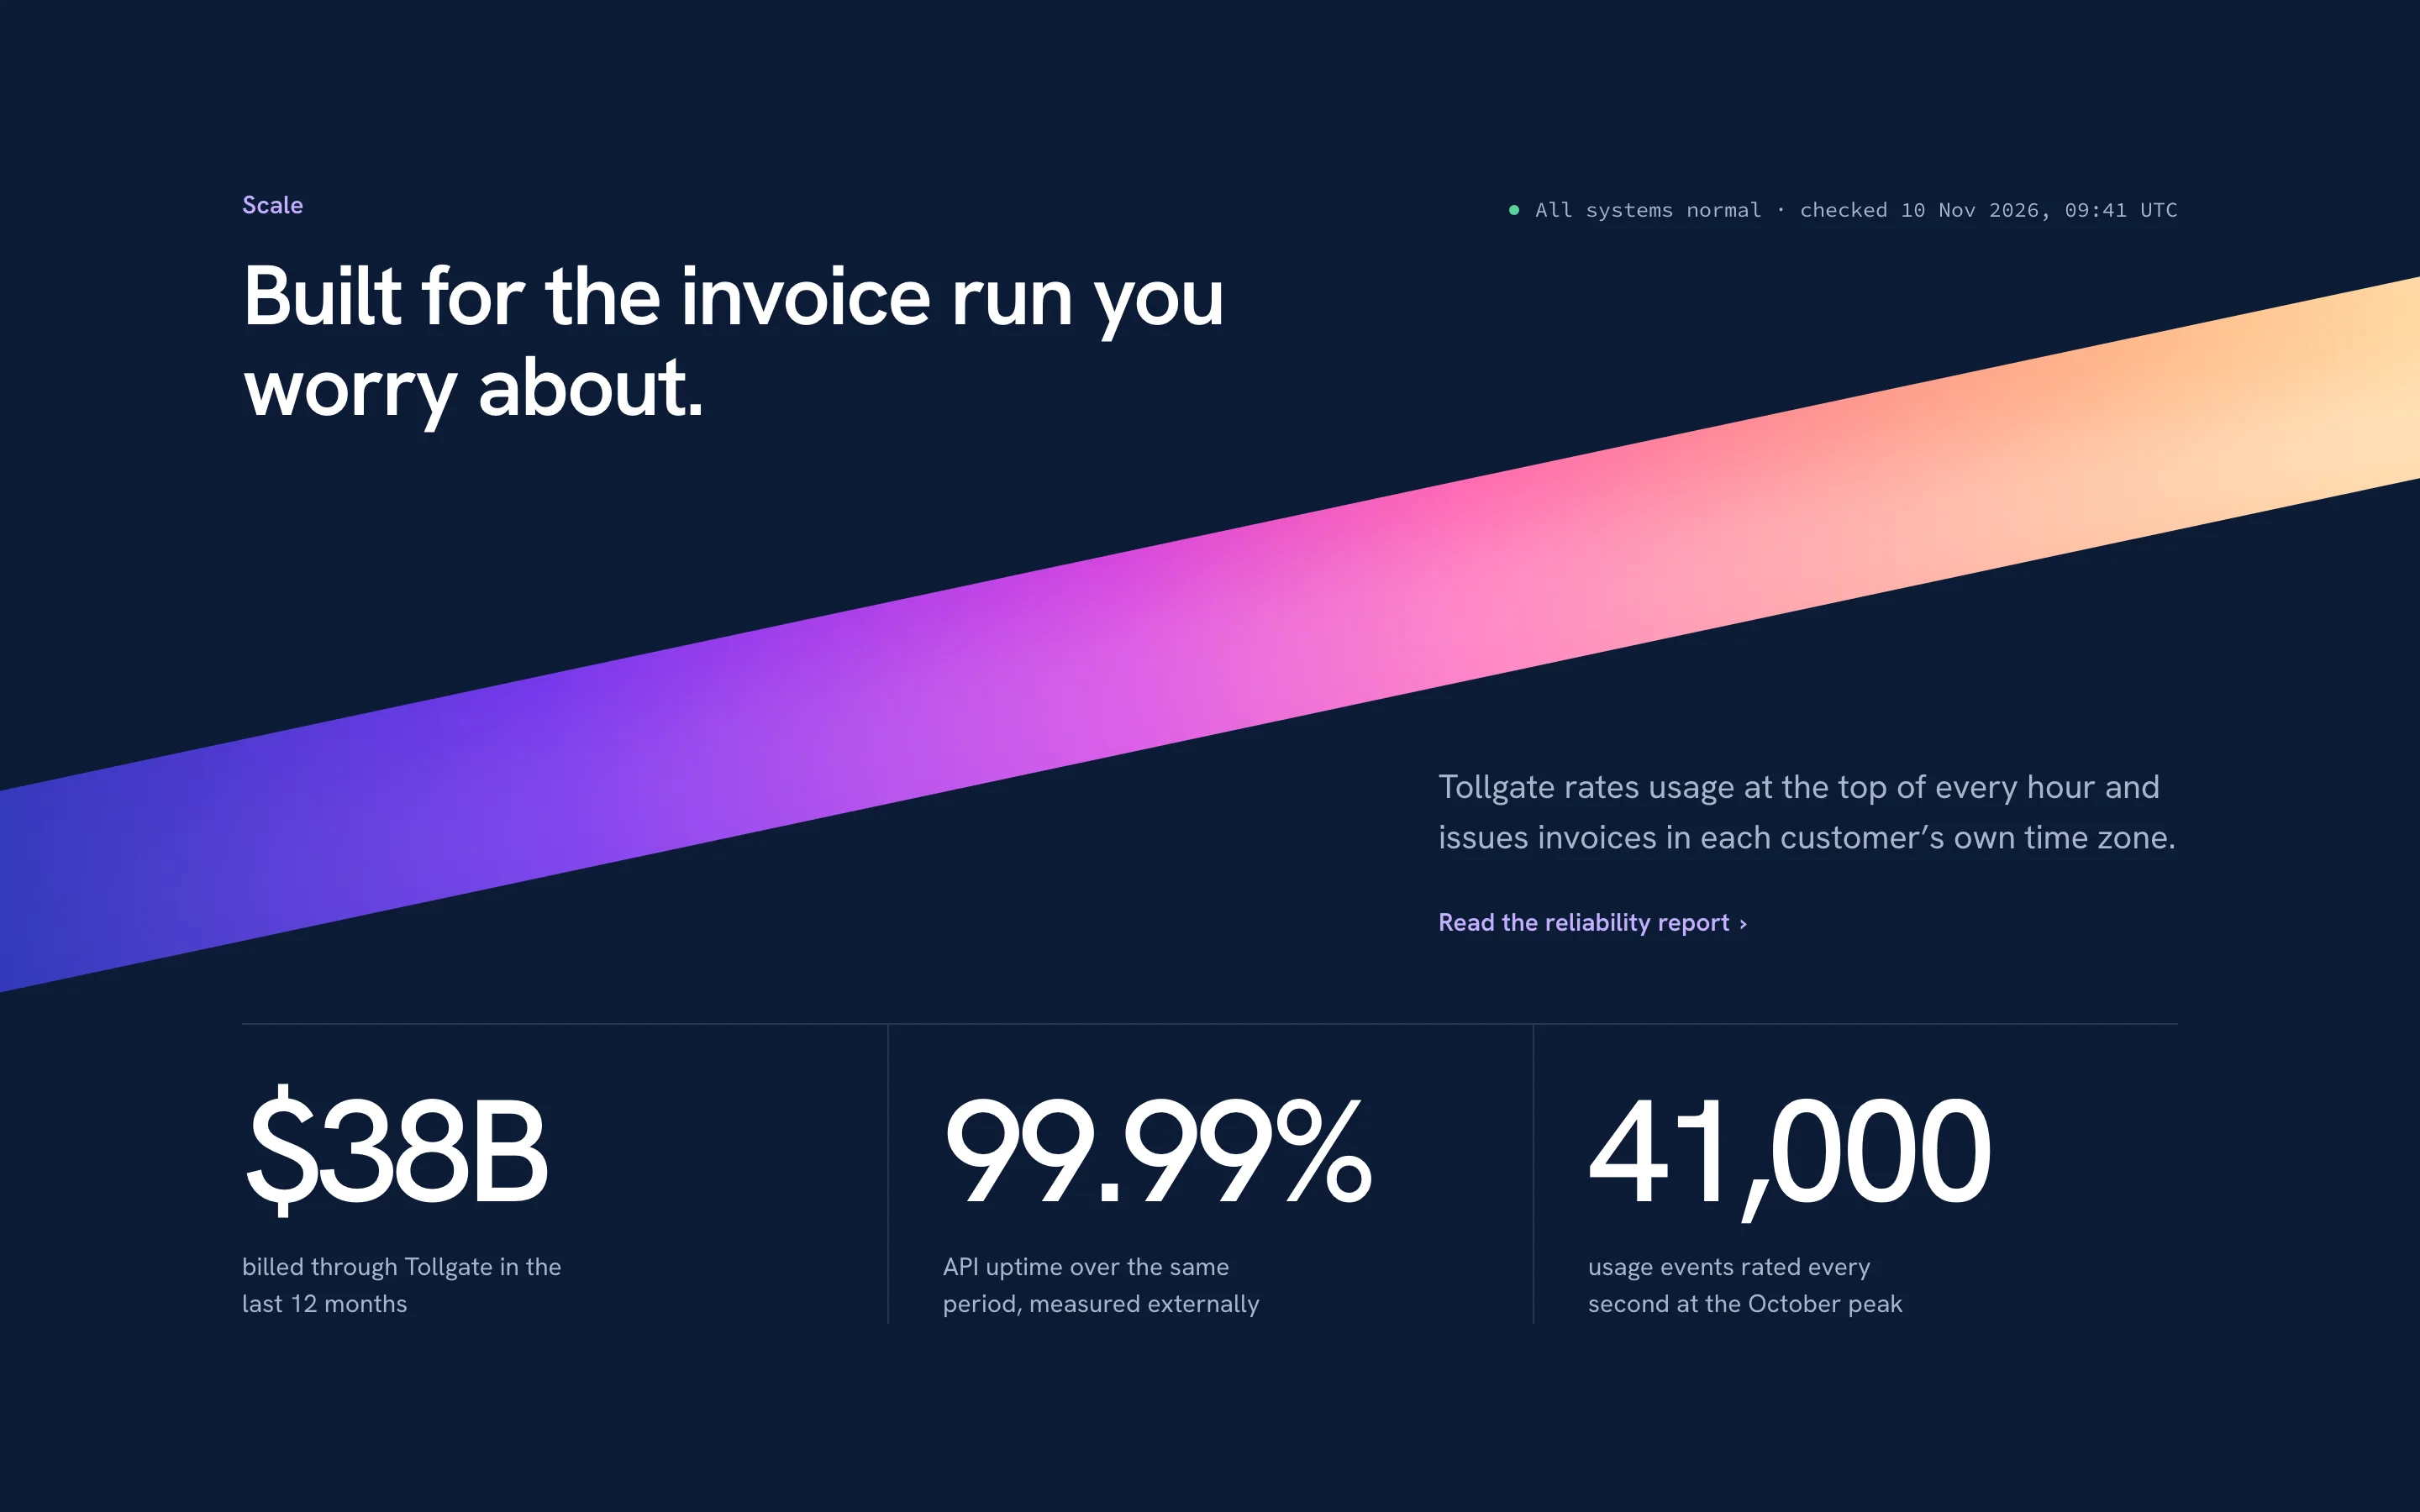 Scale
All systems normal · checked 10 Nov 2026, 09:41 UTC
Built for the invoice run you
worry about.
Tollgate rates usage at the top of every hour and
issues invoices in each customer’s own time zone.
Read the reliability report ›
$38B
billed through Tollgate in the
last 12 months
99.99%
API uptime over the same
period, measured externally
41,000
usage events rated every
second at the October peak